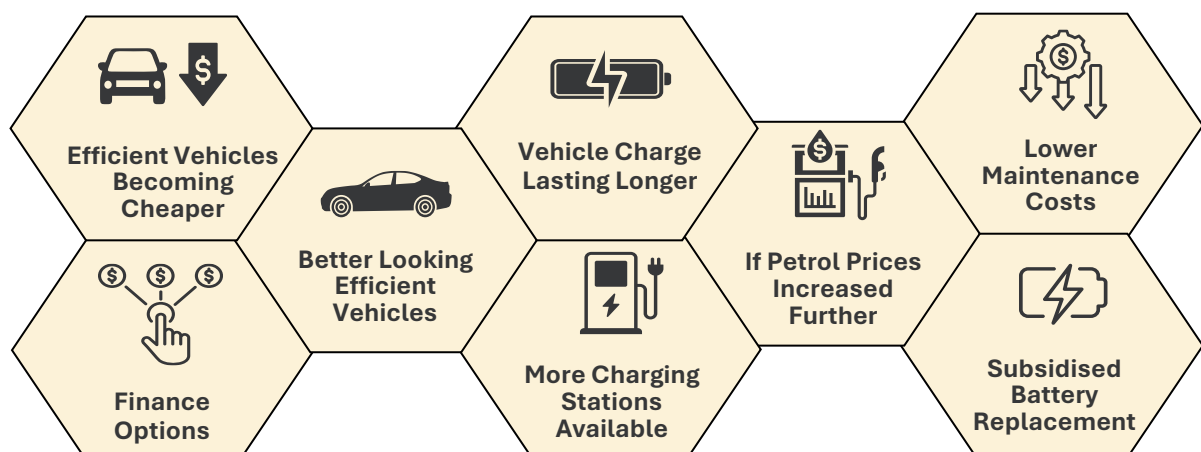 Efficient Vehicles
Becoming
Cheaper
Finance
Options
Better Looking
Efficient
Vehicles
Vehicle Charge
Lasting Longer
More Charging
Stations
Available
If Petrol Prices
Increased
Further
Lower
Maintenance
Costs
Subsidised
Battery
Replacement